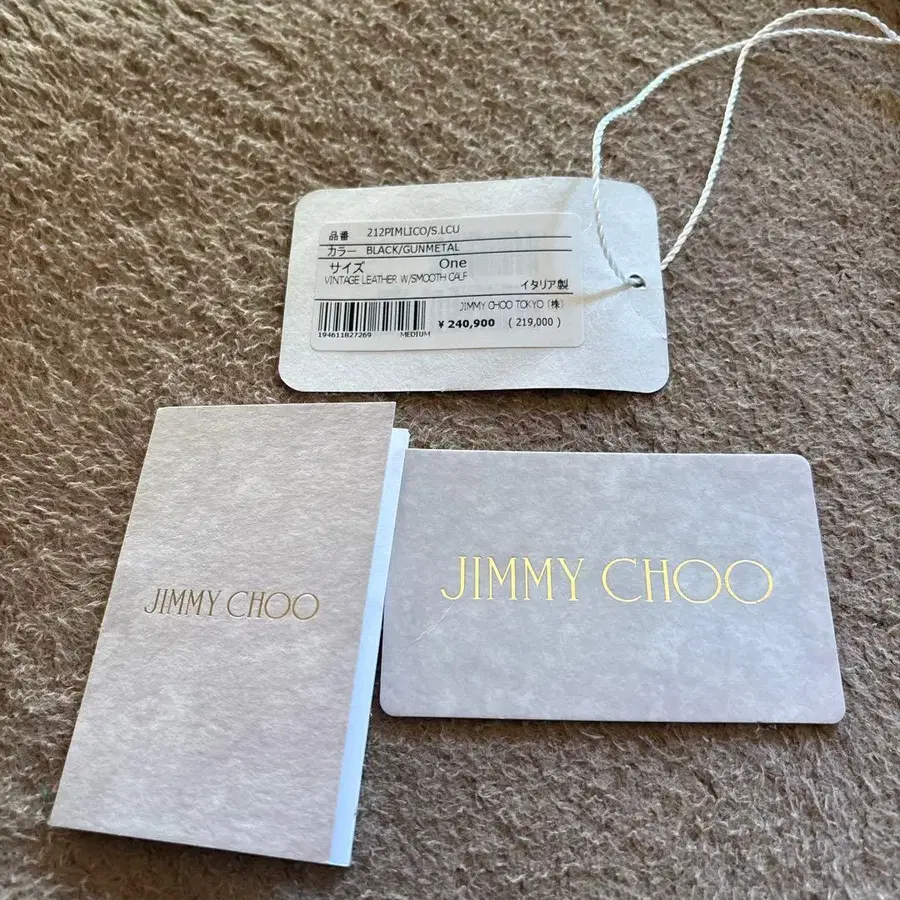 品番 212PIMLICO/S.LCU
カラー BLACK/GUNMETAL
サイズ One
VINTAGE LEATHER W/SMOOTH CALF
イタリア製
JIMMY CHOO TOKYO (株)
¥ 240,900 ( 219,000 )
194611827269 MEDIUM
JIMMY CHOO
JIMMY CHOO